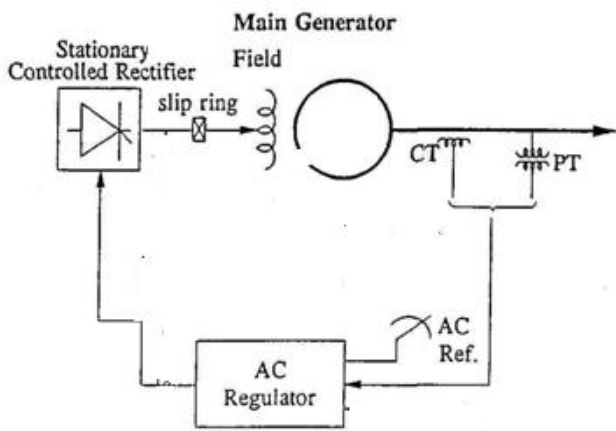 Main Generator
Stationary
Controlled Rectifier
Field
slip ring
CT
PT
AC
Ref.
AC
Regulator